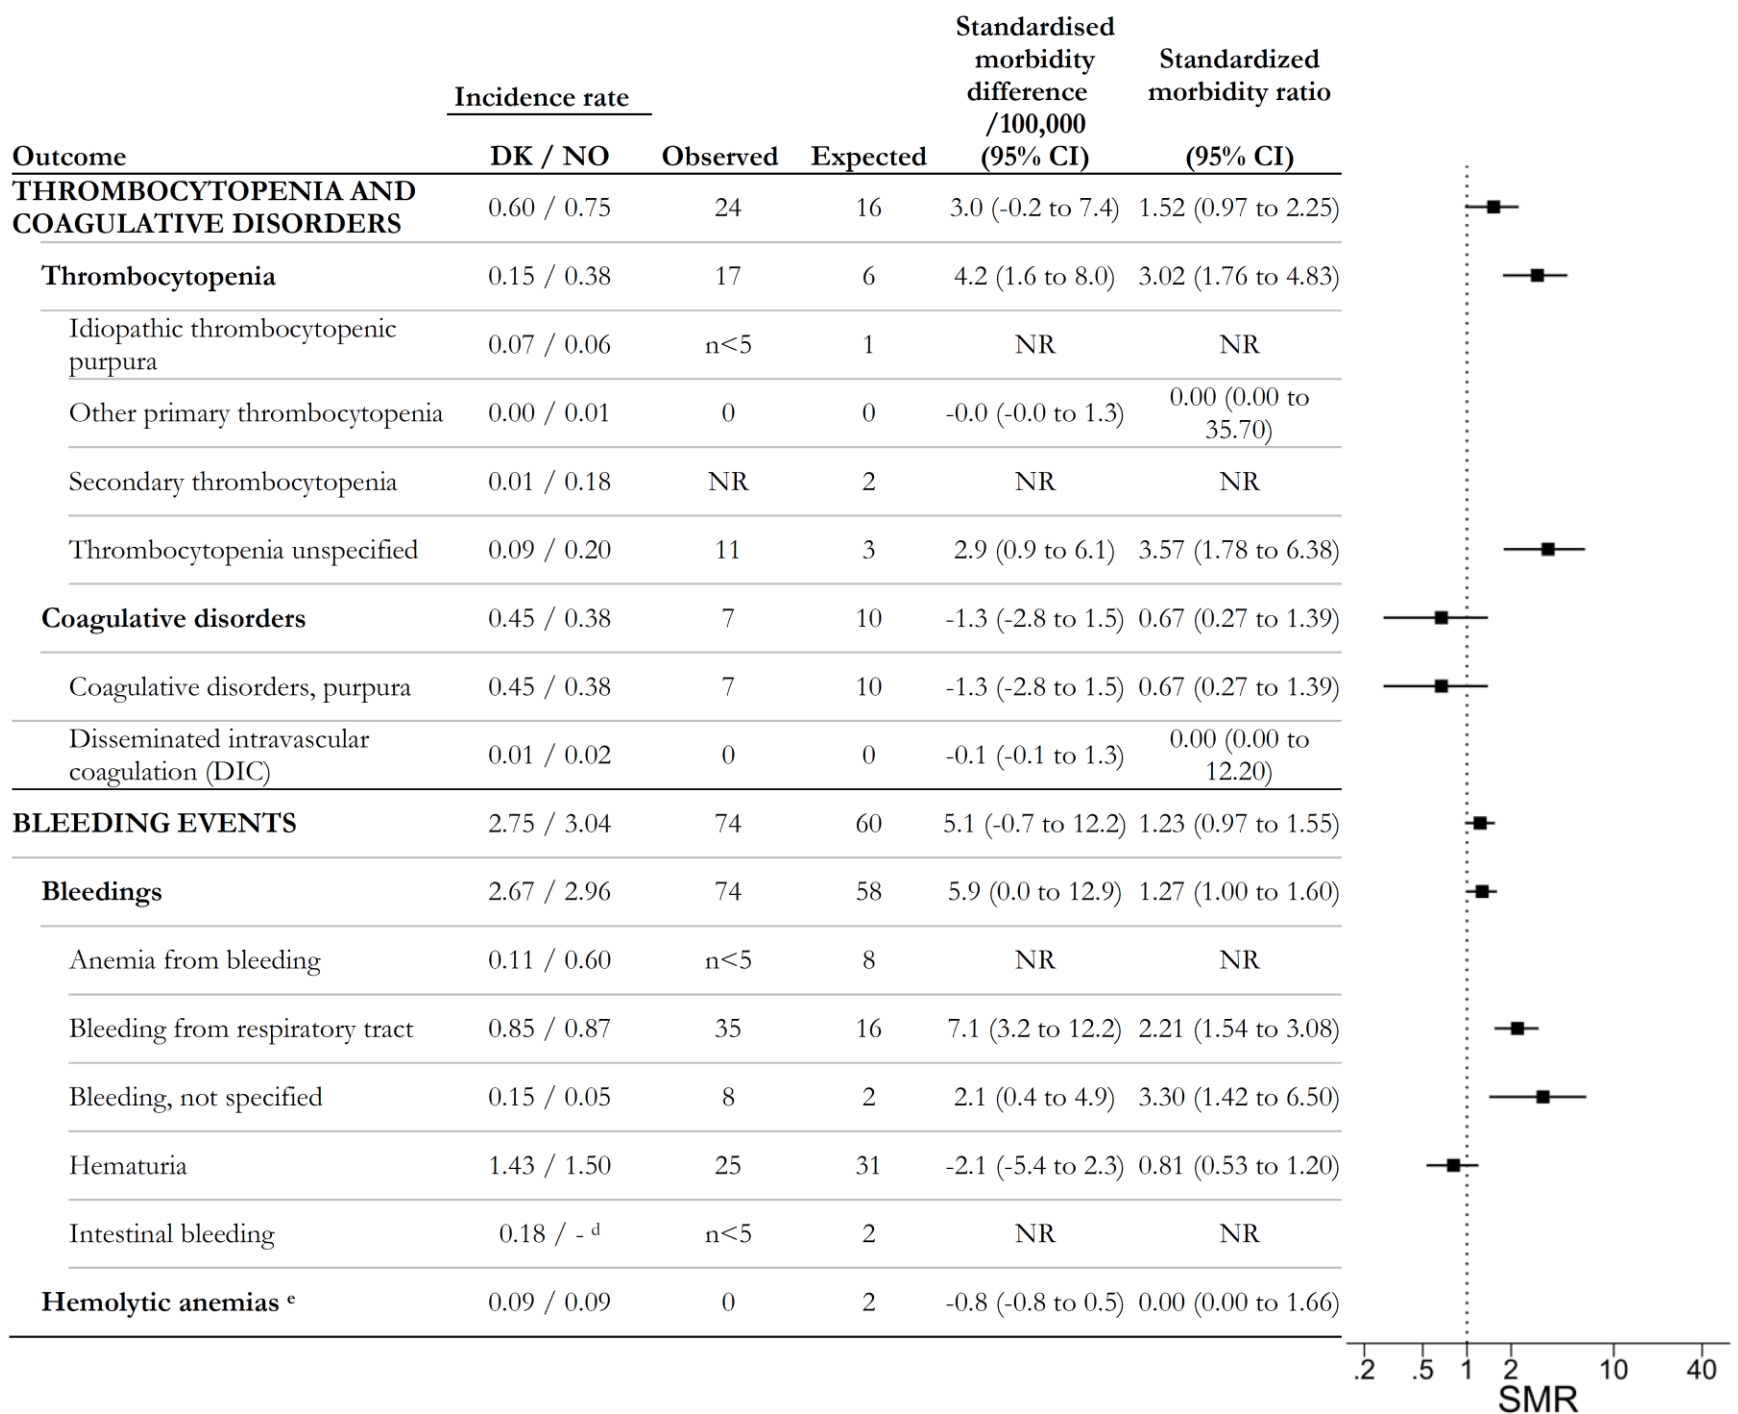 Standardised
morbidity
difference
/100,000
(95% CI)
Standardized
morbidity ratio
(95% CI)
Incidence rate
Outcome DK / NO Observed Expected
THROMBOCYTOPENIA AND
COAGULATIVE DISORDERS 0.60 / 0.75 24 16 3.0 (-0.2 to 7.4) 1.52 (0.97 to 2.25)
Thrombocytopenia 0.15 / 0.38 17 6 4.2 (1.6 to 8.0) 3.02 (1.76 to 4.83)
Idiopathic thrombocytopenic
purpura 0.07 / 0.06 n<5 1 NR NR
Other primary thrombocytopenia 0.00 / 0.01 0 0 -0.0 (-0.0 to 1.3) 0.00 (0.00 to
35.70)
Secondary thrombocytopenia 0.01 / 0.18 NR 2 NR NR
Thrombocytopenia unspecified 0.09 / 0.20 11 3 2.9 (0.9 to 6.1) 3.57 (1.78 to 6.38)
Coagulative disorders 0.45 / 0.38 7 10 -1.3 (-2.8 to 1.5) 0.67 (0.27 to 1.39)
Coagulative disorders, purpura 0.45 / 0.38 7 10 -1.3 (-2.8 to 1.5) 0.67 (0.27 to 1.39)
Disseminated intravascular
coagulation (DIC) 0.01 / 0.02 0 0 -0.1 (-0.1 to 1.3) 0.00 (0.00 to
12.20)
BLEEDING EVENTS 2.75 / 3.04 74 60 5.1 (-0.7 to 12.2) 1.23 (0.97 to 1.55)
Bleedings 2.67 / 2.96 74 58 5.9 (0.0 to 12.9) 1.27 (1.00 to 1.60)
Anemia from bleeding 0.11 / 0.60 n<5 8 NR NR
Bleeding from respiratory tract 0.85 / 0.87 35 16 7.1 (3.2 to 12.2) 2.21 (1.54 to 3.08)
Bleeding, not specified 0.15 / 0.05 8 2 2.1 (0.4 to 4.9) 3.30 (1.42 to 6.50)
Hematuria 1.43 / 1.50 25 31 -2.1 (-5.4 to 2.3) 0.81 (0.53 to 1.20)
Intestinal bleeding 0.18 / - d n<5 2 NR NR
Hemolytic anemias e 0.09 / 0.09 0 2 -0.8 (-0.8 to 0.5) 0.00 (0.00 to 1.66)
.2 .5 1 2 10 40
SMR